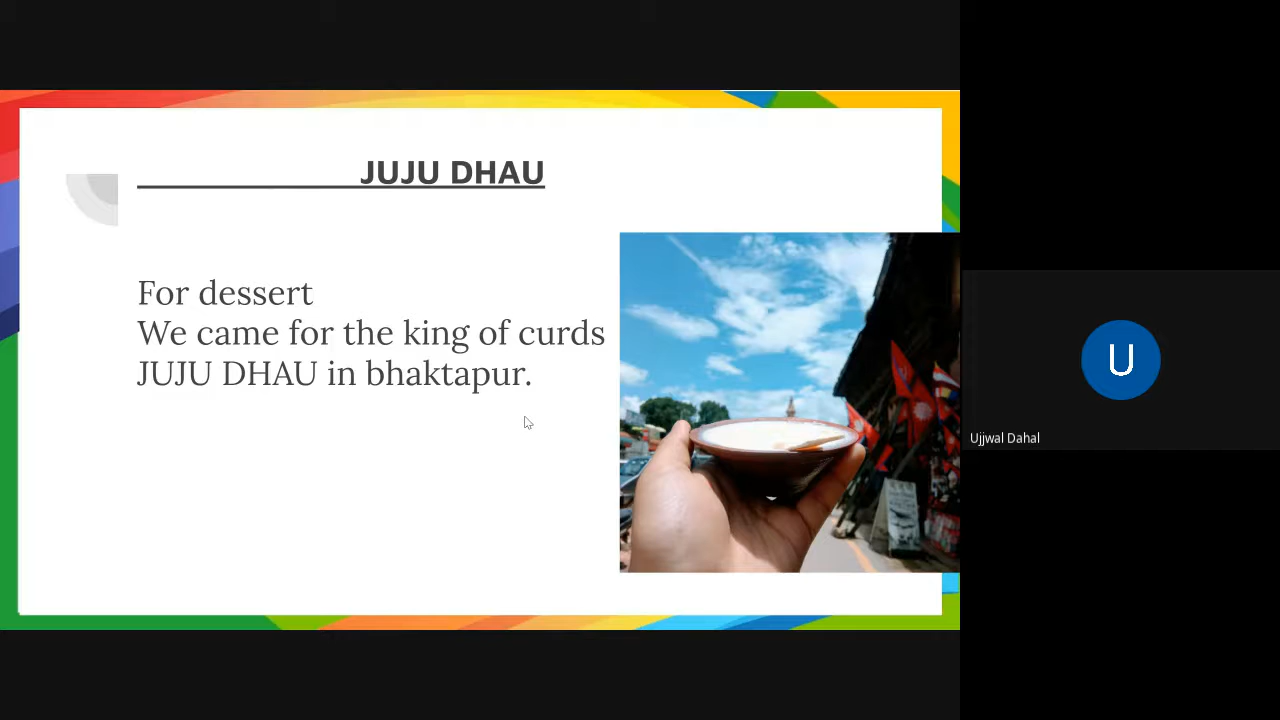 JUJU DHAU
For dessert
We came for the king of curds
JUJU DHAU in bhaktapur.
U
Ujjwal Dahal